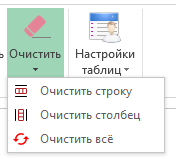 Очистить
Настройки
таблиц
Очистить строку
Очистить столбец
Очистить всё